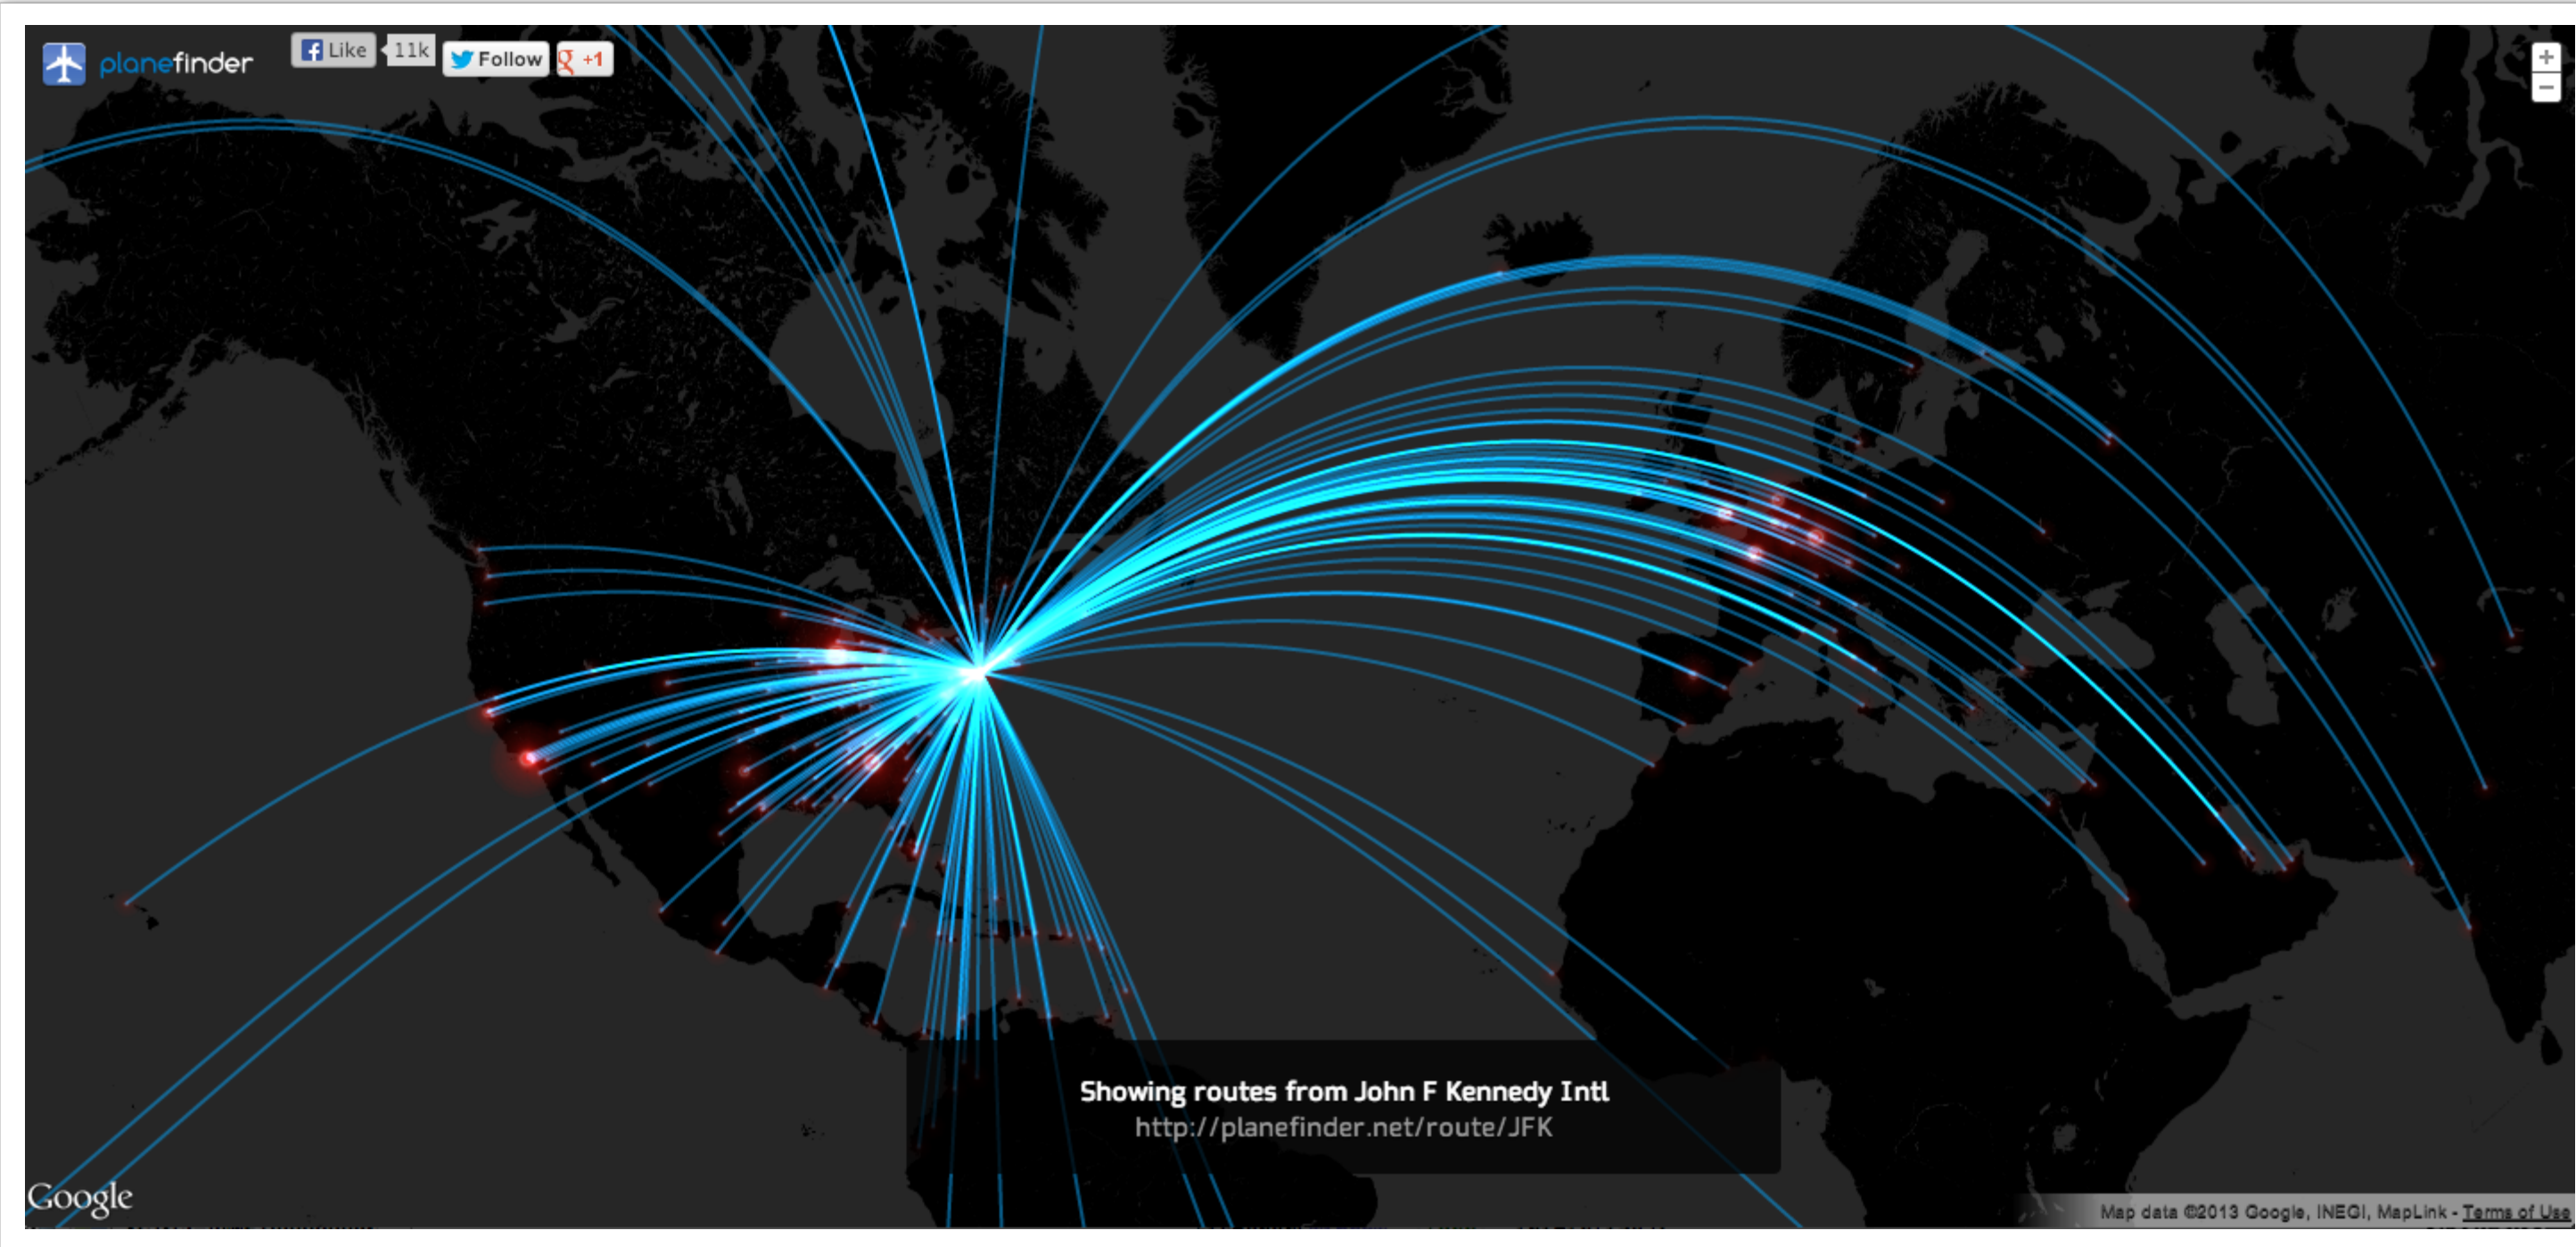 planefinder
Like
11k
Follow
+1
+
−
Showing routes from John F Kennedy Intl
http://planefinder.net/route/JFK
Google
Map data ©2013 Google, INEGI, MapLink - Terms of Use